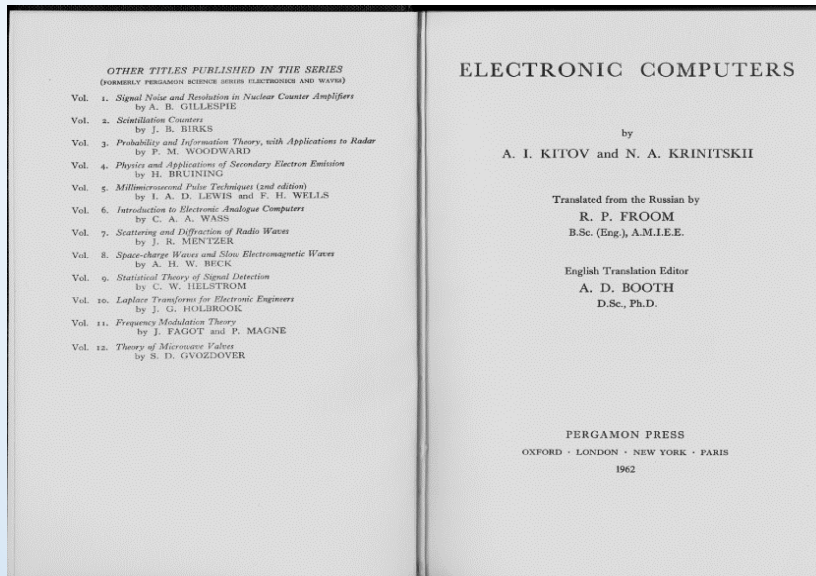 OTHER TITLES PUBLISHED IN THE SERIES
(FORMERLY PERGAMON SCIENCE SERIES ELECTRONICS AND WAVES)
Vol. 1. Signal Noise and Resolution in Nuclear Counter Amplifiers
by A. B. GILLESPIE
Vol. 2. Scintillation Counters
by J. B. BIRKS
Vol. 3. Probability and Information Theory, with Applications to Radar
by P. M. WOODWARD
Vol. 4. Physics and Applications of Secondary Electron Emission
by H. BRUINING
Vol. 5. Millimicrosecond Pulse Techniques (2nd edition)
by I. A. D. LEWIS and F. H. WELLS
Vol. 6. Introduction to Electronic Analogue Computers
by C. A. A. WASS
Vol. 7. Scattering and Diffraction of Radio Waves
by J. R. MENTZER
Vol. 8. Space-charge Waves and Slow Electromagnetic Waves
by A. H. W. BECK
Vol. 9. Statistical Theory of Signal Detection
by C. W. HELSTROM
Vol. 10. Laplace Transforms for Electronic Engineers
by J. G. HOLBROOK
Vol. 11. Frequency Modulation Theory
by J. FAGOT and P. MAGNE
Vol. 12. Theory of Microwave Valves
by S. D. GVOZDOVER
ELECTRONIC COMPUTERS
by
A. I. KITOV and N. A. KRINITSKII
Translated from the Russian by
R. P. FROOM
B.Sc. (Eng.), A.M.I.E.E.
English Translation Editor
A. D. BOOTH
D.Sc., Ph.D.
PERGAMON PRESS
OXFORD · LONDON · NEW YORK · PARIS
1962